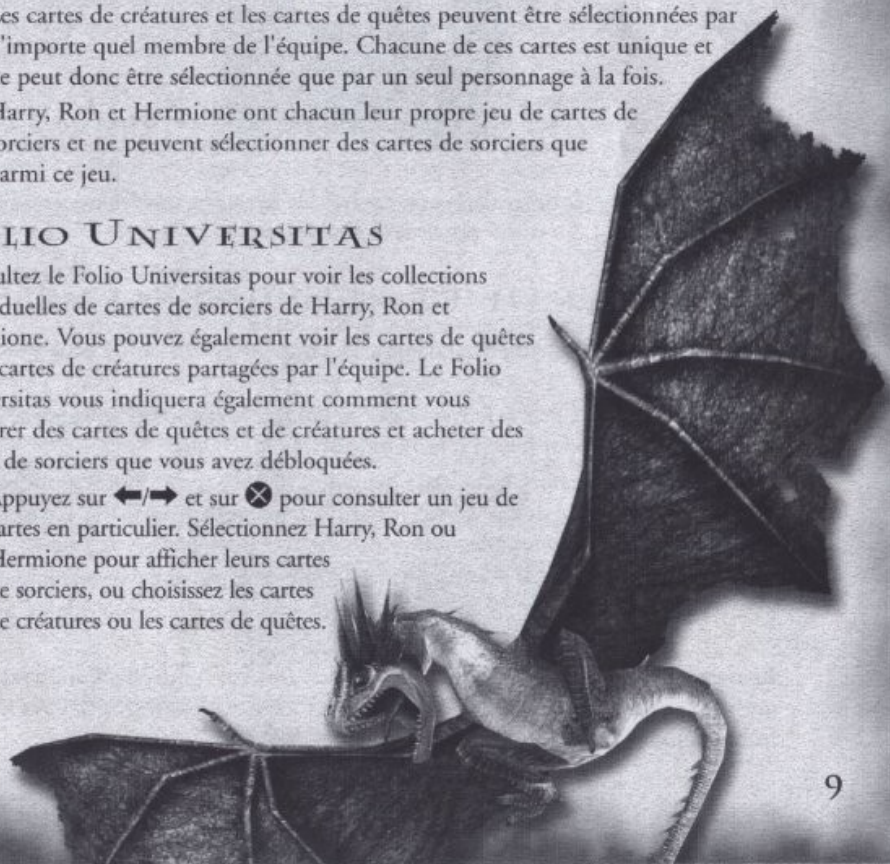 es cartes de créatures et les cartes de quêtes peuvent être sélectionnées par
'importe quel membre de l'équipe. Chacune de ces cartes est unique et
e peut donc être sélectionnée que par un seul personnage à la fois.
Harry, Ron et Hermione ont chacun leur propre jeu de cartes de
orciers et ne peuvent sélectionner des cartes de sorciers que
armi ce jeu.
LIO UNIVERSITAS
ultez le Folio Universitas pour voir les collections
duelles de cartes de sorciers de Harry, Ron et
ione. Vous pouvez également voir les cartes de quêtes
cartes de créatures partagées par l'équipe. Le Folio
ersitas vous indiquera également comment vous
rer des cartes de quêtes et de créatures et acheter des
de sorciers que vous avez débloquées.
Appuyez sur ←/→ et sur ⊗ pour consulter un jeu de
artes en particulier. Sélectionnez Harry, Ron ou
Hermione pour afficher leurs cartes
e sorciers, ou choisissez les cartes
e créatures ou les cartes de quêtes.
9